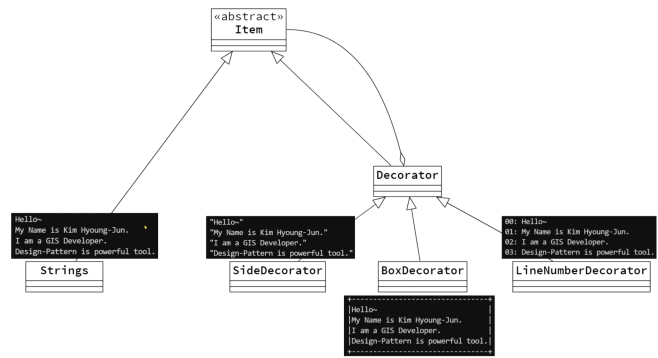 «abstract»
Item
Decorator
Hello~
My Name is Kim Hyoung-Jun.
I am a GIS Developer.
Design-Pattern is powerful tool.
Strings
"Hello~"
"My Name is Kim Hyoung-Jun."
"I am a GIS Developer."
"Design-Pattern is powerful tool."
SideDecorator
BoxDecorator
+--------------------------------+
|Hello~                          |
|My Name is Kim Hyoung-Jun.      |
|I am a GIS Developer.           |
|Design-Pattern is powerful tool.|
+--------------------------------+
00: Hello~
01: My Name is Kim Hyoung-Jun.
02: I am a GIS Developer.
03: Design-Pattern is powerful tool.
LineNumberDecorator